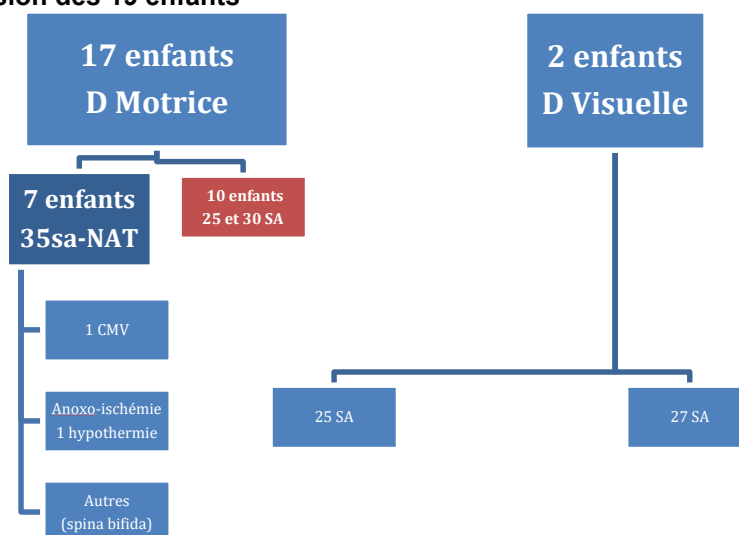 des 19 enfants
17 enfants
D Motrice
2 enfants
D Visuelle
7 enfants
35sa-NAT
10 enfants
25 et 30 SA
1 CMV
Anoxo-ischémie
1 hypothermie
25 SA
27 SA
Autres
(spina bifida)